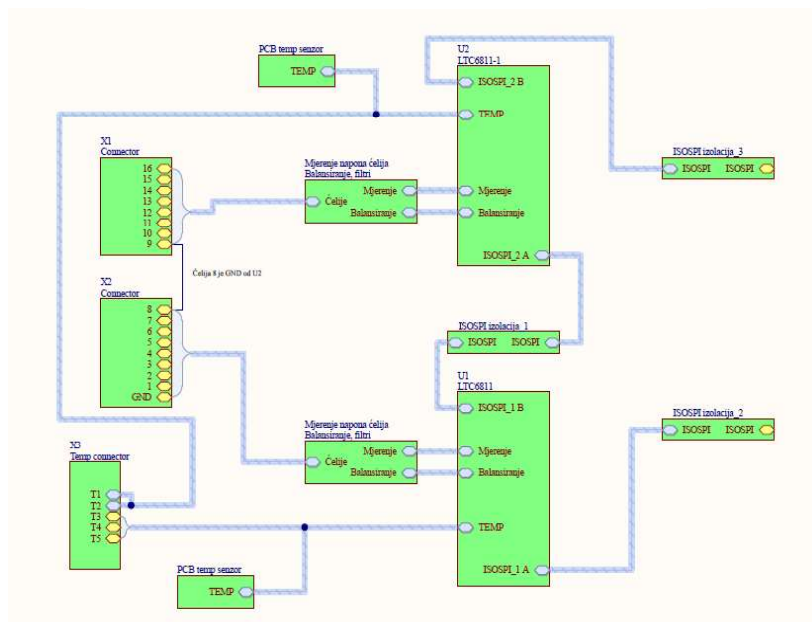 PCB temp senzor
TEMP
U2
LTC6811-1
ISOSPI_2 B
TEMP
Mjerenje
Balansiranje
ISOSPI_2 A
ISOSPI izolacija_3
ISOSPI ISOSPI
X1
Connector
16
15
14
13
12
11
10
9
Mjerenje napona ćelija
Balansiranje, filtri
Mjerenje
Ćelije
Balansiranje
Ćelija 8 je GND od U2
X2
Connector
8
7
6
5
4
3
2
1
GND
ISOSPI izolacija_1
ISOSPI ISOSPI
U1
LTC6811
ISOSPI_1 B
Mjerenje
Balansiranje
TEMP
ISOSPI_1 A
ISOSPI izolacija_2
ISOSPI ISOSPI
Mjerenje napona ćelija
Balansiranje, filtri
Mjerenje
Ćelije
Balansiranje
X3
Temp connector
T1
T2
T3
T4
T5
PCB temp senzor
TEMP